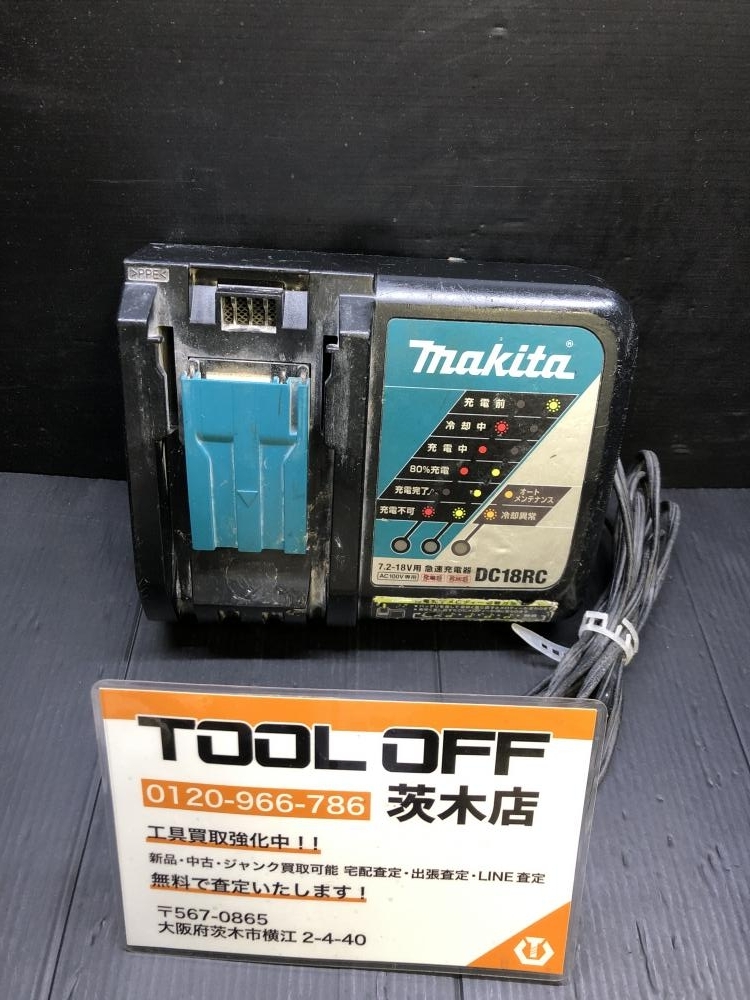 >PPE<
makita®
充電前
冷却中
充電中
80%充電
充電完了♪
オート
メンテナンス
充電不可
冷却異常
7.2-18V用 急速充電器 DC18RC
AC100V専用
TOOL OFF
0120-966-786 茨木店
工具買取強化中!!
新品・中古・ジャンク買取可能 宅配査定・出張査定・LINE査定
無料で査定いたします!
〒567-0865
大阪府茨木市横江 2-4-40